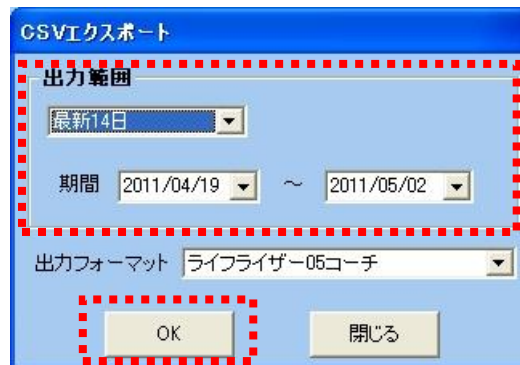 CSVエクスポート
出力範囲
最新14日
期間 2011/04/19 ～ 2011/05/02
出力フォーマット ライフライザー05コーチ
OK 閉じる